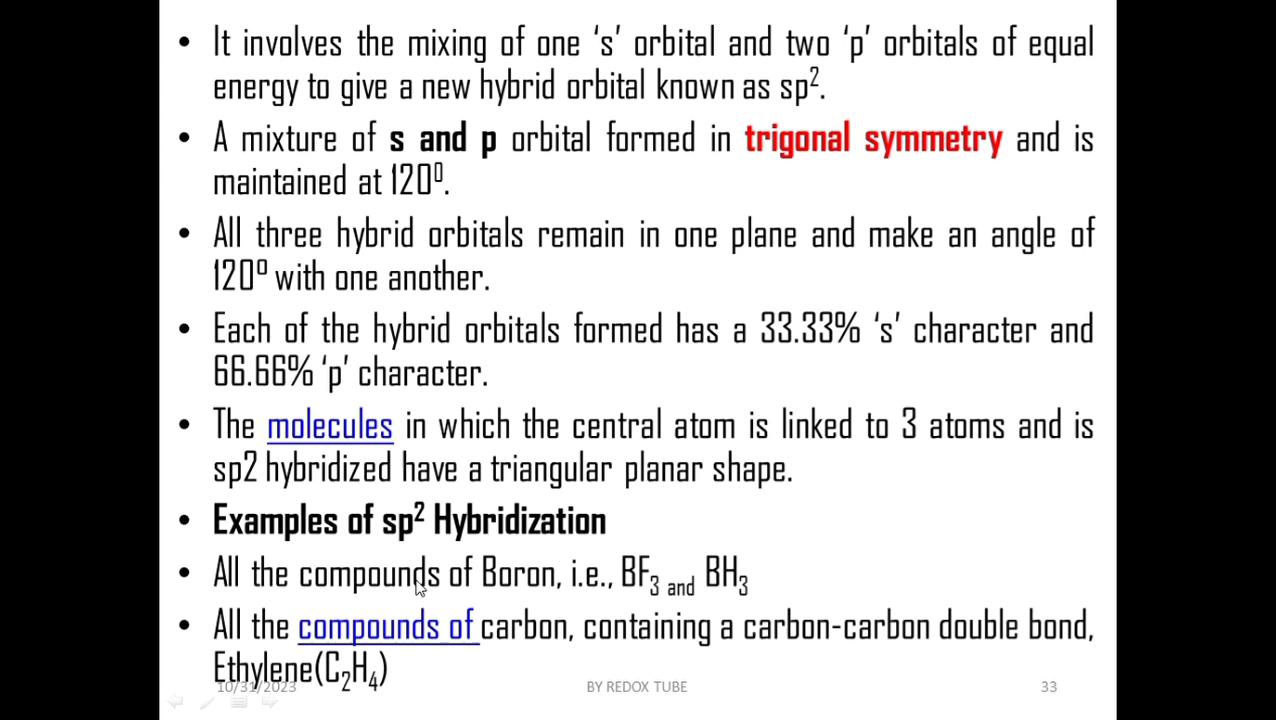 • It involves the mixing of one ‘s’ orbital and two ‘p’ orbitals of equal
energy to give a new hybrid orbital known as sp².
• A mixture of s and p orbital formed in trigonal symmetry and is
maintained at 120⁰.
• All three hybrid orbitals remain in one plane and make an angle of
120⁰ with one another.
• Each of the hybrid orbitals formed has a 33.33% ‘s’ character and
66.66% ‘p’ character.
• The molecules in which the central atom is linked to 3 atoms and is
sp2 hybridized have a triangular planar shape.
• Examples of sp² Hybridization
• All the compounds of Boron, i.e., BF₃ and BH₃
• All the compounds of carbon, containing a carbon-carbon double bond,
Ethylene(C₂H₄)
10/31/2023 BY REDOX TUBE 33